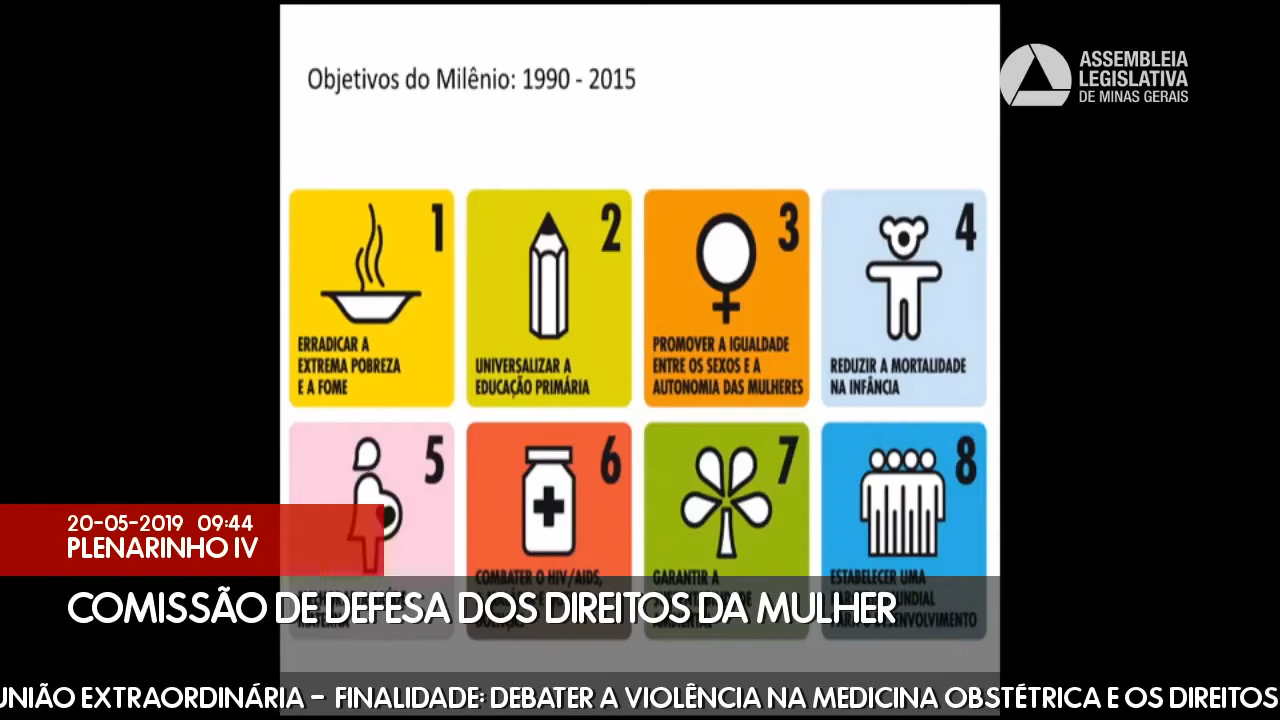 Objetivos do Milênio: 1990 - 2015
ASSEMBLEIA
LEGISLATIVA
DE MINAS GERAIS
1
ERRADICAR A
EXTREMA POBREZA
E A FOME
2
UNIVERSALIZAR A
EDUCAÇÃO PRIMÁRIA
3
PROMOVER A IGUALDADE
ENTRE OS SEXOS E A
AUTONOMIA DAS MULHERES
4
REDUZIR A MORTALIDADE
NA INFÂNCIA
5
6
COMBATER O HIV/AIDS,
7
GARANTIR A
8
ESTABELECER UMA
20-05-2019 09:44
PLENARINHO IV
COMISSÃO DE DEFESA DOS DIREITOS DA MULHER
UNIÃO EXTRAORDINÁRIA - FINALIDADE: DEBATER A VIOLÊNCIA NA MEDICINA OBSTÉTRICA E OS DIREITOS